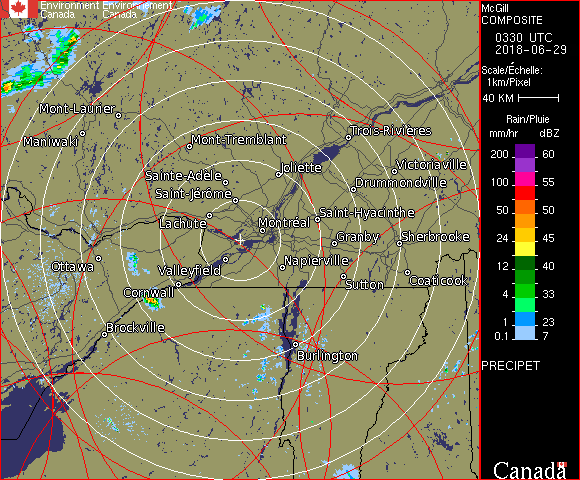 Environment Environnement
Canada Canada
McGill
COMPOSITE
0330 UTC
2018-06-29
Scale/Échelle:
1km/Pixel
40 KM
Rain/Pluie
mm/hr dBZ
200 60
100 55
50 50
24 45
12 40
4 33
1 23
0.1 7
PRECIPET
Canada
Mont-Laurier
Maniwaki
Mont-Tremblant
Trois-Rivières
Sainte-Adèle
Joliette
Victoriaville
Saint-Jérôme
Drummondville
Lachute
Montréal
Saint-Hyacinthe
Granby
Sherbrooke
Ottawa
Valleyfield
Napierville
Cornwall
Sutton
Coaticook
Brockville
Burlington